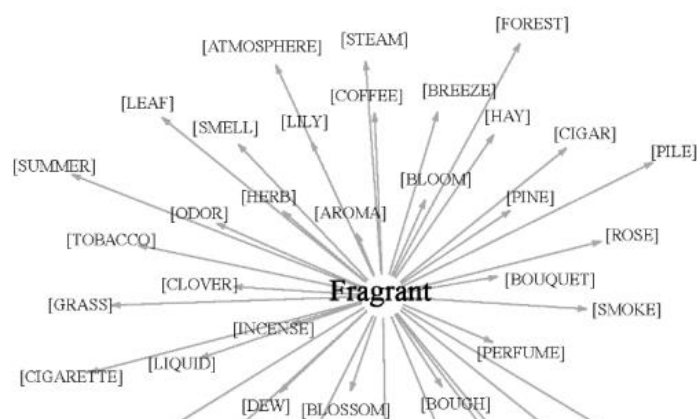 [FOREST]
[STEAM]
[ATMOSPHERE]
[BREEZE]
[COFFEE]
[LEAF]
[HAY]
[LILY]
[SMELL]
[CIGAR]
[PILE]
[SUMMER]
[BLOOM]
[HERB]
[PINE]
[ODOR]
[AROMA]
[ROSE]
[TOBACCO]
[BOUQUET]
[CLOVER]
Fragrant
[GRASS]
[SMOKE]
[INCENSE]
[PERFUME]
[LIQUID]
[CIGARETTE]
[BOUGH]
[DEW]
[BLOSSOM]